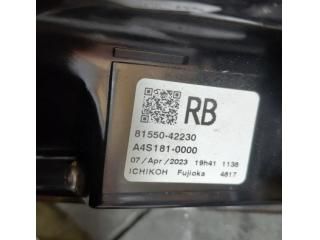 RB
81550-42230
A4S181-0000
07/Apr/2023 19h41 1138
ICHIKOH Fujioka 4817